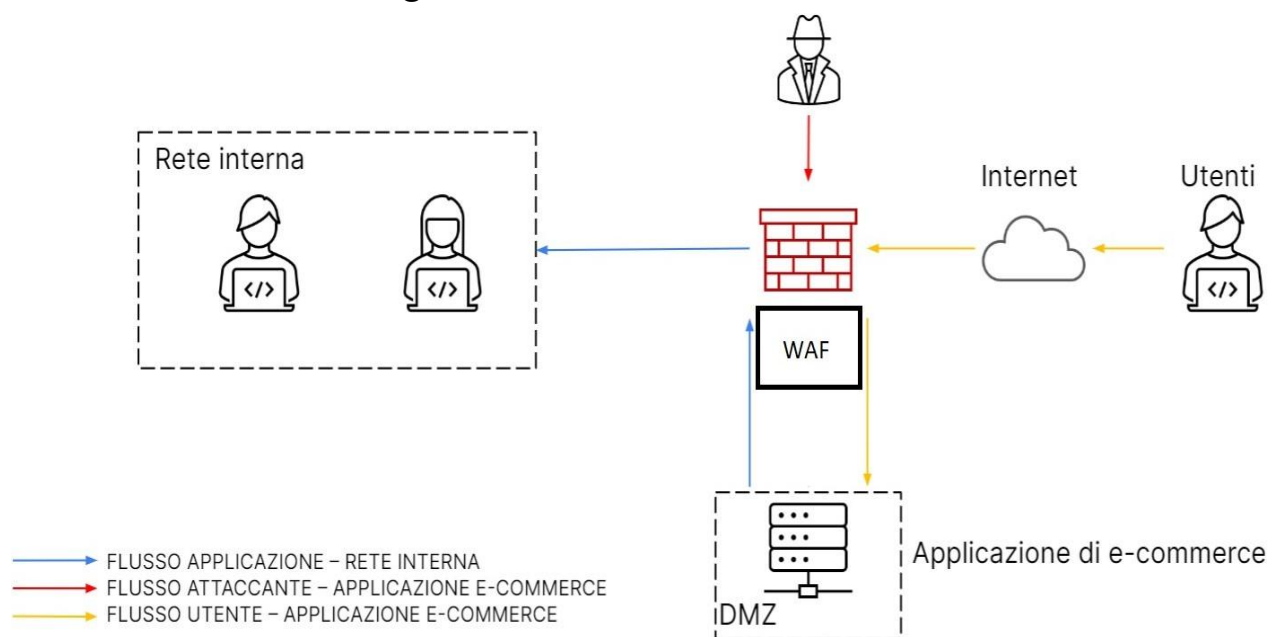 Rete interna
Internet
Utenti
WAF
Applicazione di e-commerce
DMZ
FLUSSO APPLICAZIONE – RETE INTERNA
FLUSSO ATTACCANTE – APPLICAZIONE E-COMMERCE
FLUSSO UTENTE – APPLICAZIONE E-COMMERCE